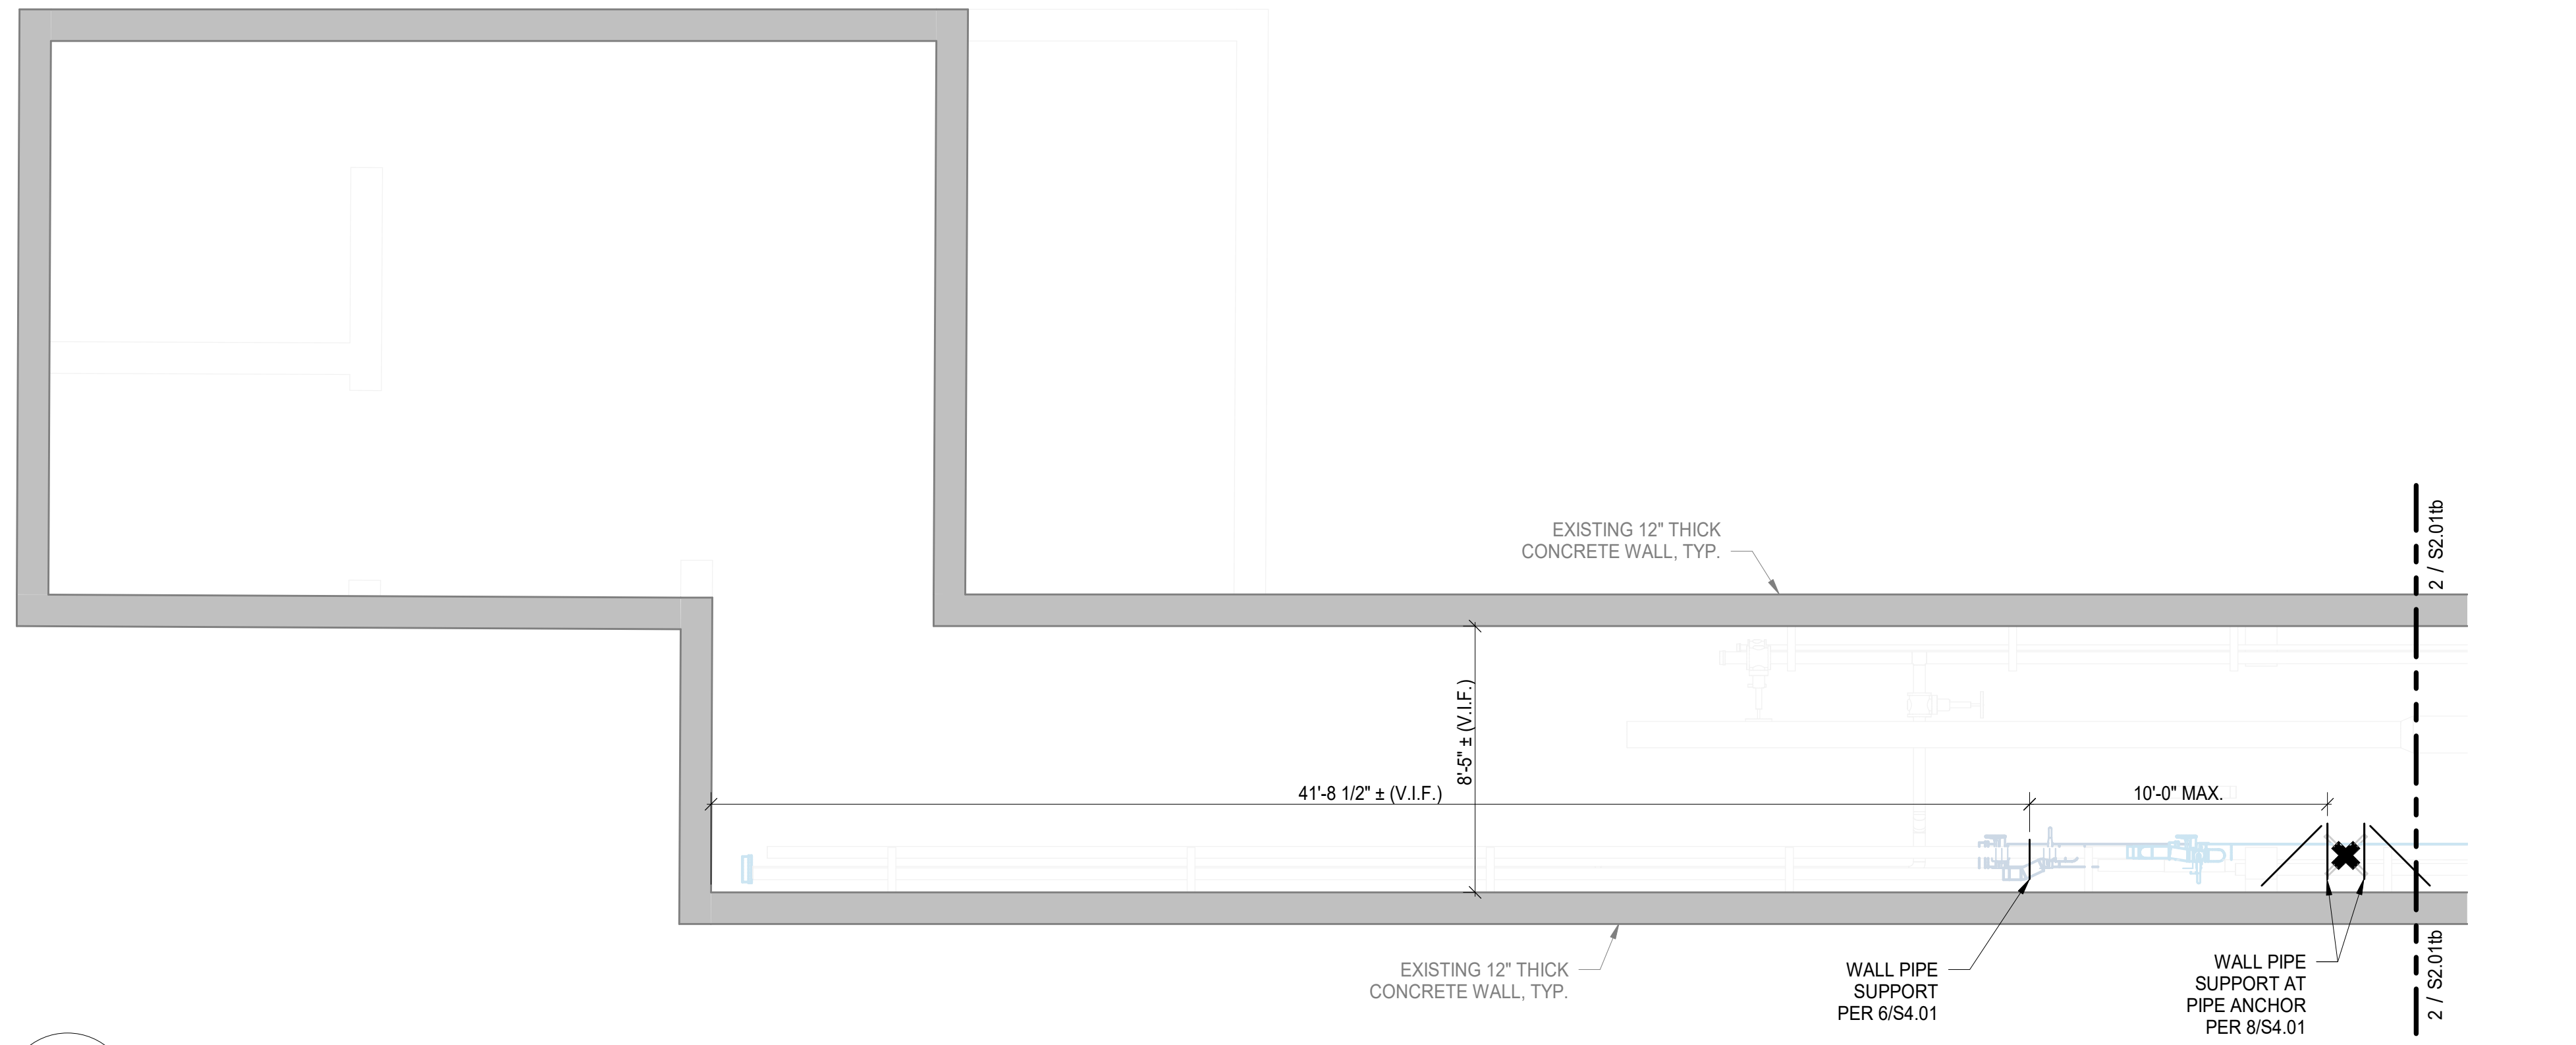 EXISTING 12" THICK
CONCRETE WALL, TYP.
2 / S2.01tb
8'-5" ± (V.I.F.)
41'-8 1/2" ± (V.I.F.)
10'-0" MAX.
EXISTING 12" THICK
CONCRETE WALL, TYP.
WALL PIPE
SUPPORT
PER 6/S4.01
WALL PIPE
SUPPORT AT
PIPE ANCHOR
PER 8/S4.01
2 / S2.01tb